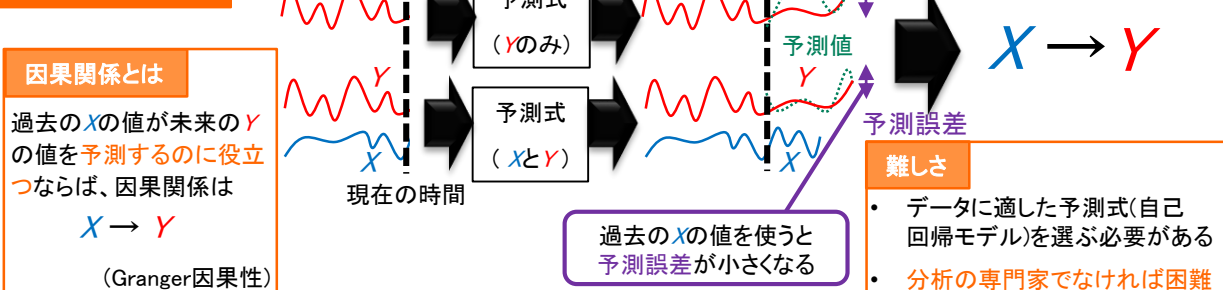 予測式
(Yのみ)
予測値
X → Y
因果関係とは
過去のXの値が未来のY
の値を予測するのに役立
つならば、因果関係は
X → Y
(Granger因果性)
Y
X
現在の時間
予測式
( XとY )
Y
X
予測誤差
過去のXの値を使うと
予測誤差が小さくなる
難しさ
• データに適した予測式(自己
回帰モデル)を選ぶ必要がある
• 分析の専門家でなければ困難